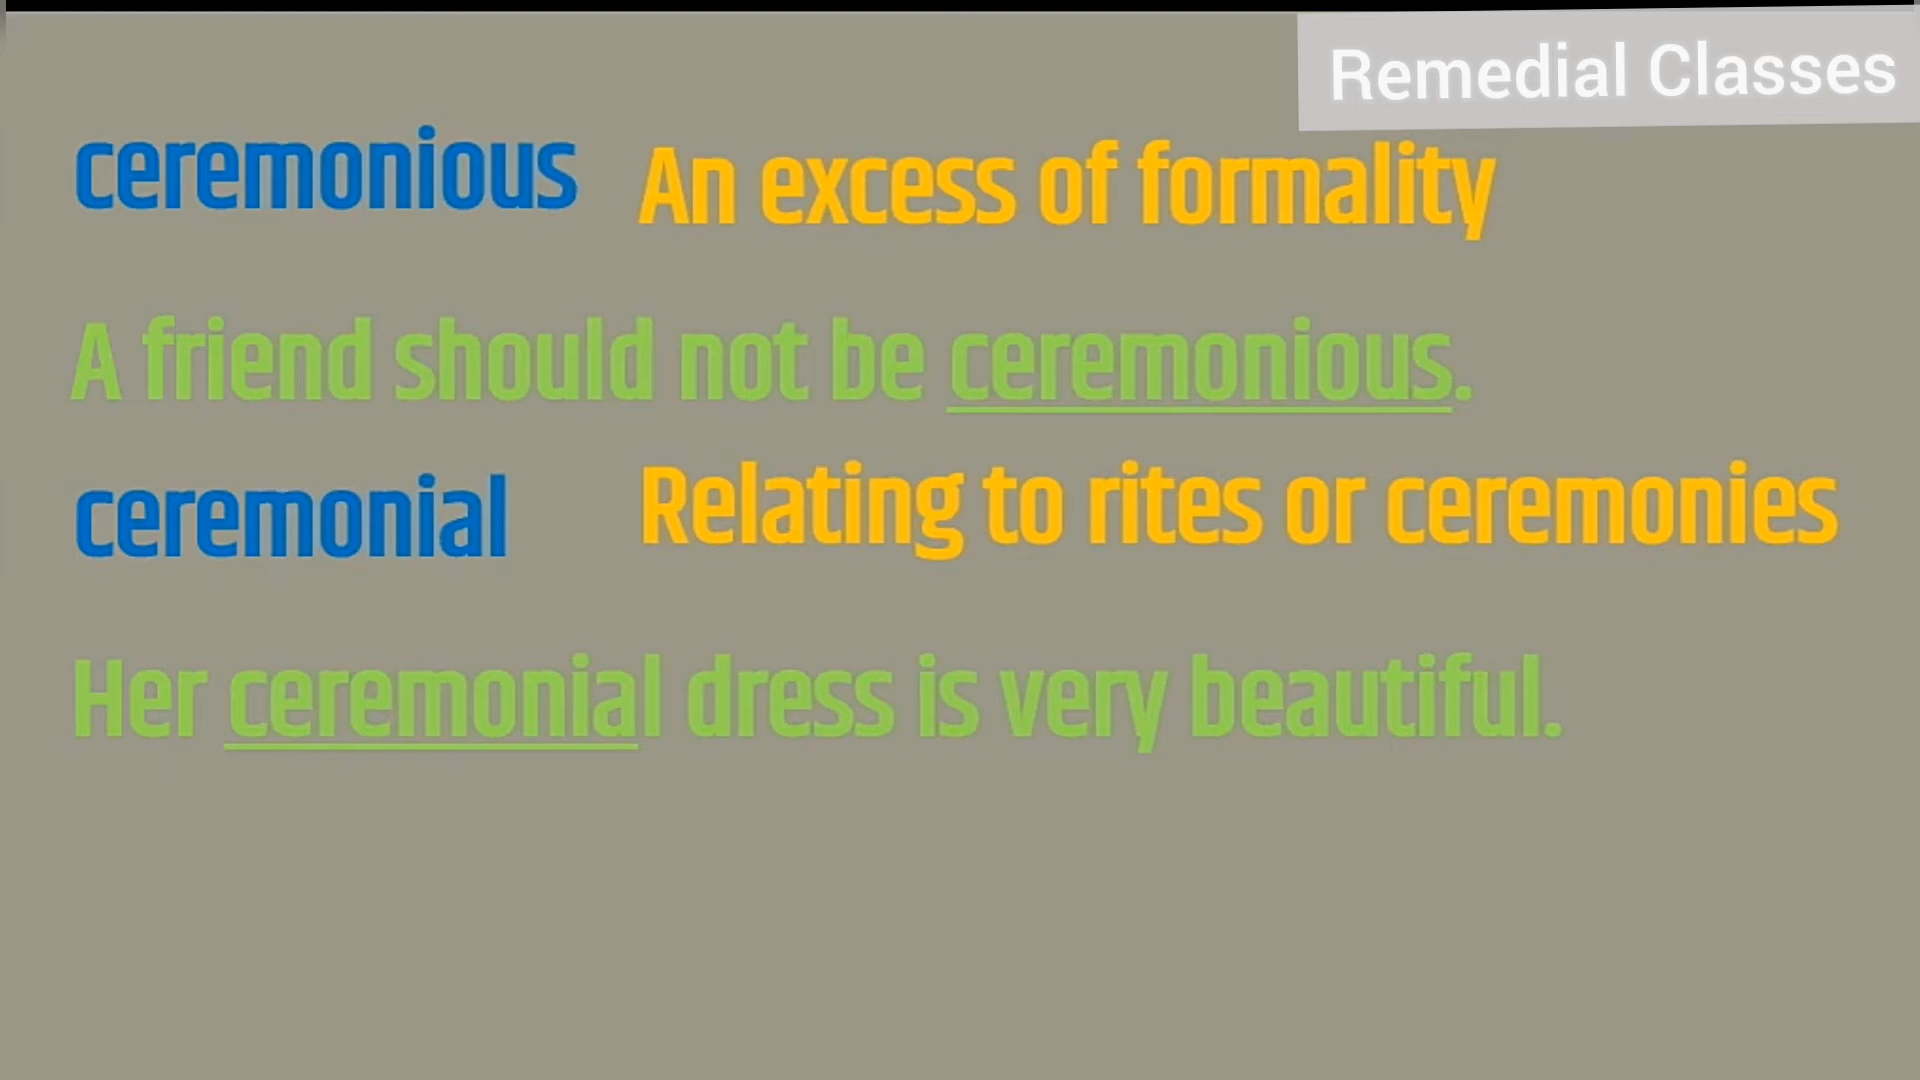 Remedial Classes
ceremonious An excess of formality
A friend should not be ceremonious.
ceremonial Relating to rites or ceremonies
Her ceremonial dress is very beautiful.